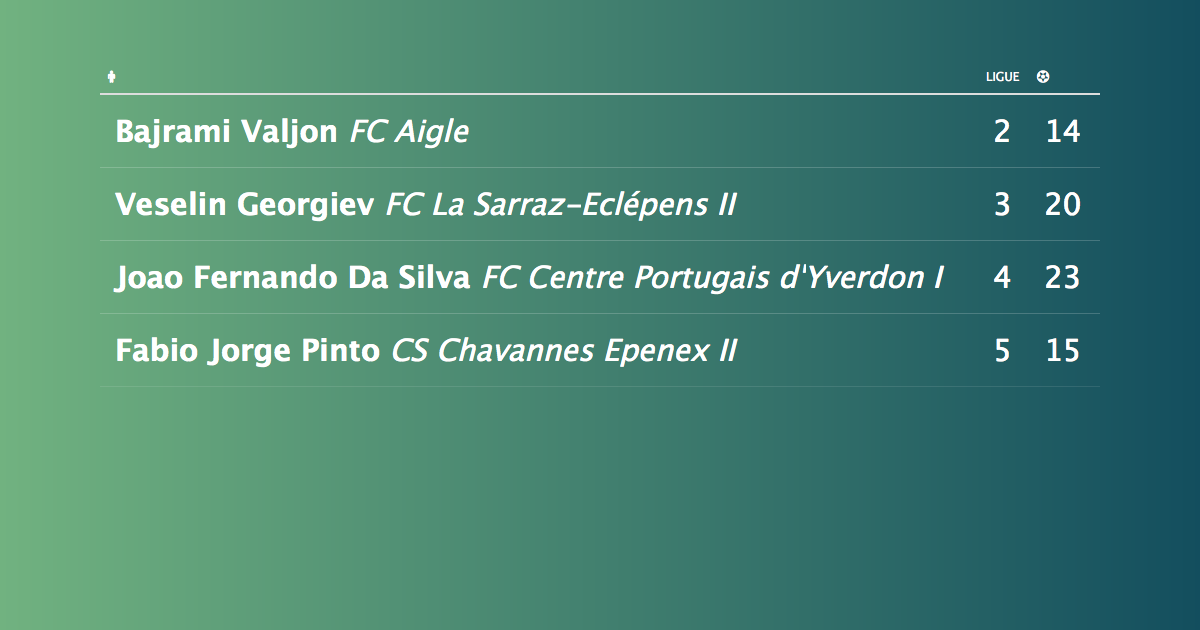 LIGUE
Bajrami Valjon FC Aigle 2 14
Veselin Georgiev FC La Sarraz-Eclépens II 3 20
Joao Fernando Da Silva FC Centre Portugais d'Yverdon I 4 23
Fabio Jorge Pinto CS Chavannes Epenex II 5 15